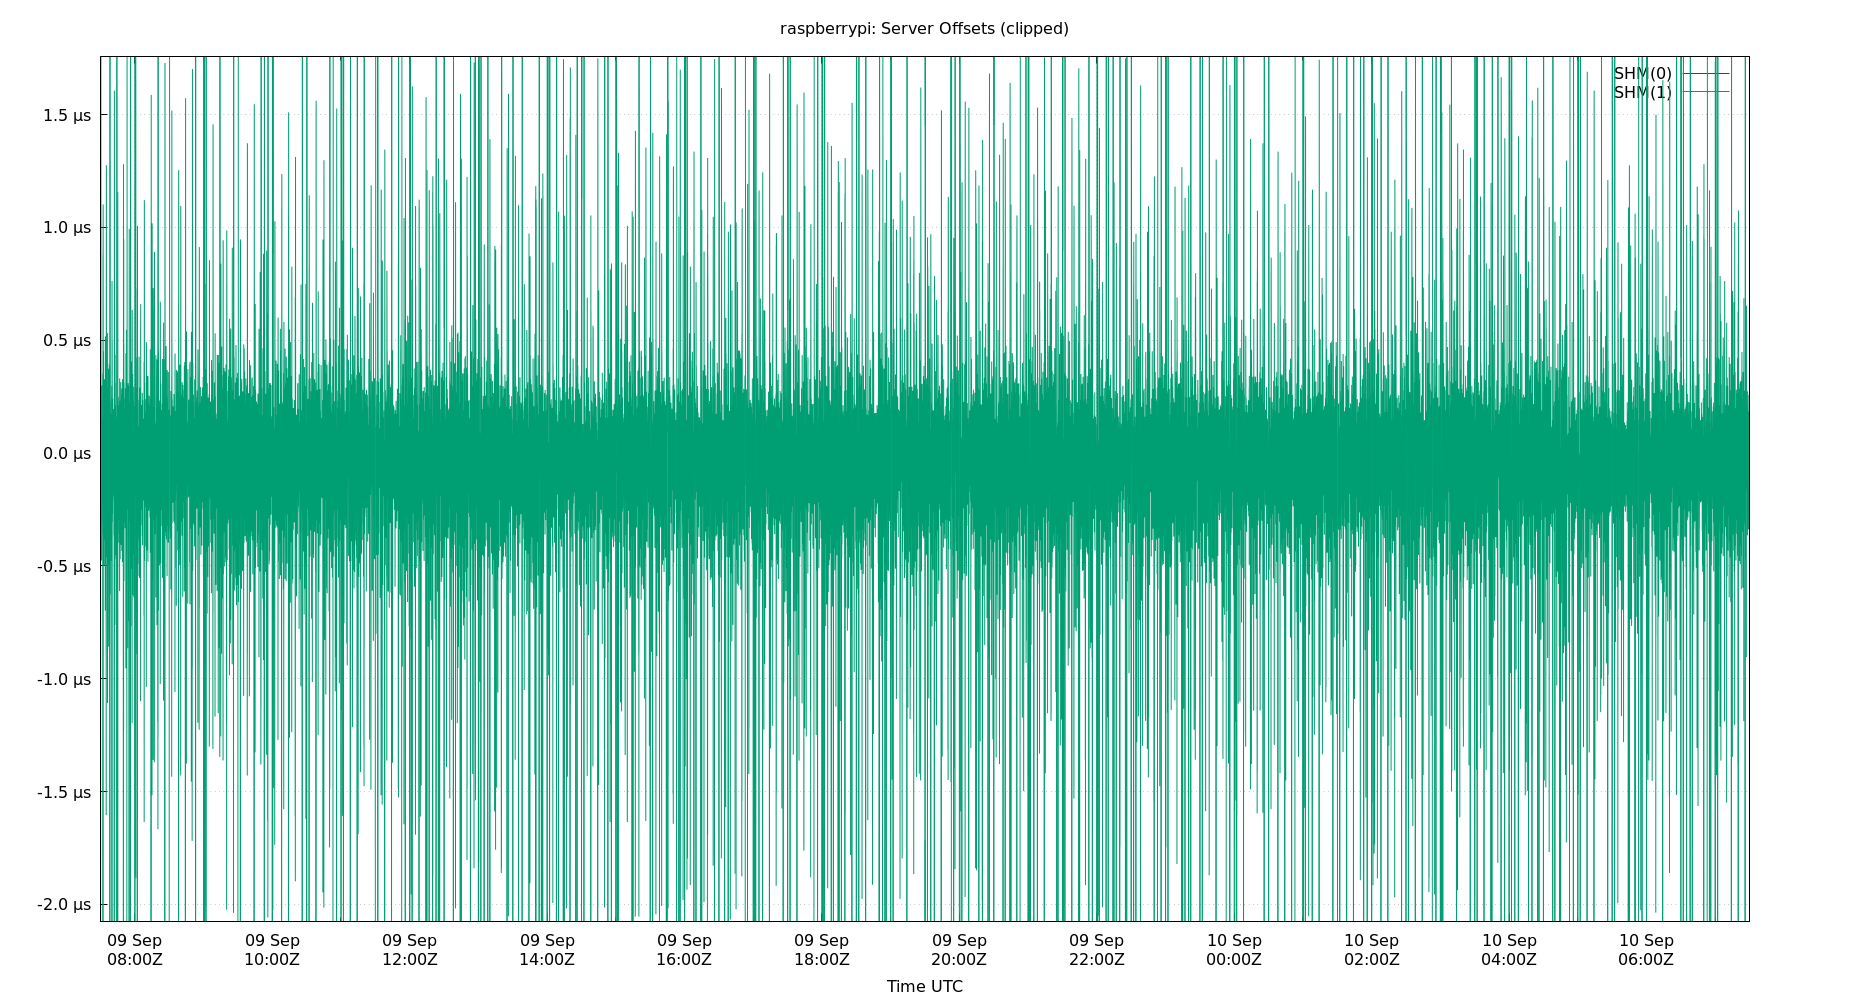 raspberrypi: Server Offsets (clipped)
SHM(0)
SHM(1)
1.5 µs
1.0 µs
0.5 µs
0.0 µs
-0.5 µs
-1.0 µs
-1.5 µs
-2.0 µs
09 Sep 09 Sep 09 Sep 09 Sep 09 Sep 09 Sep 09 Sep 09 Sep 10 Sep 10 Sep 10 Sep 10 Sep
08:00Z 10:00Z 12:00Z 14:00Z 16:00Z 18:00Z 20:00Z 22:00Z 00:00Z 02:00Z 04:00Z 06:00Z
Time UTC